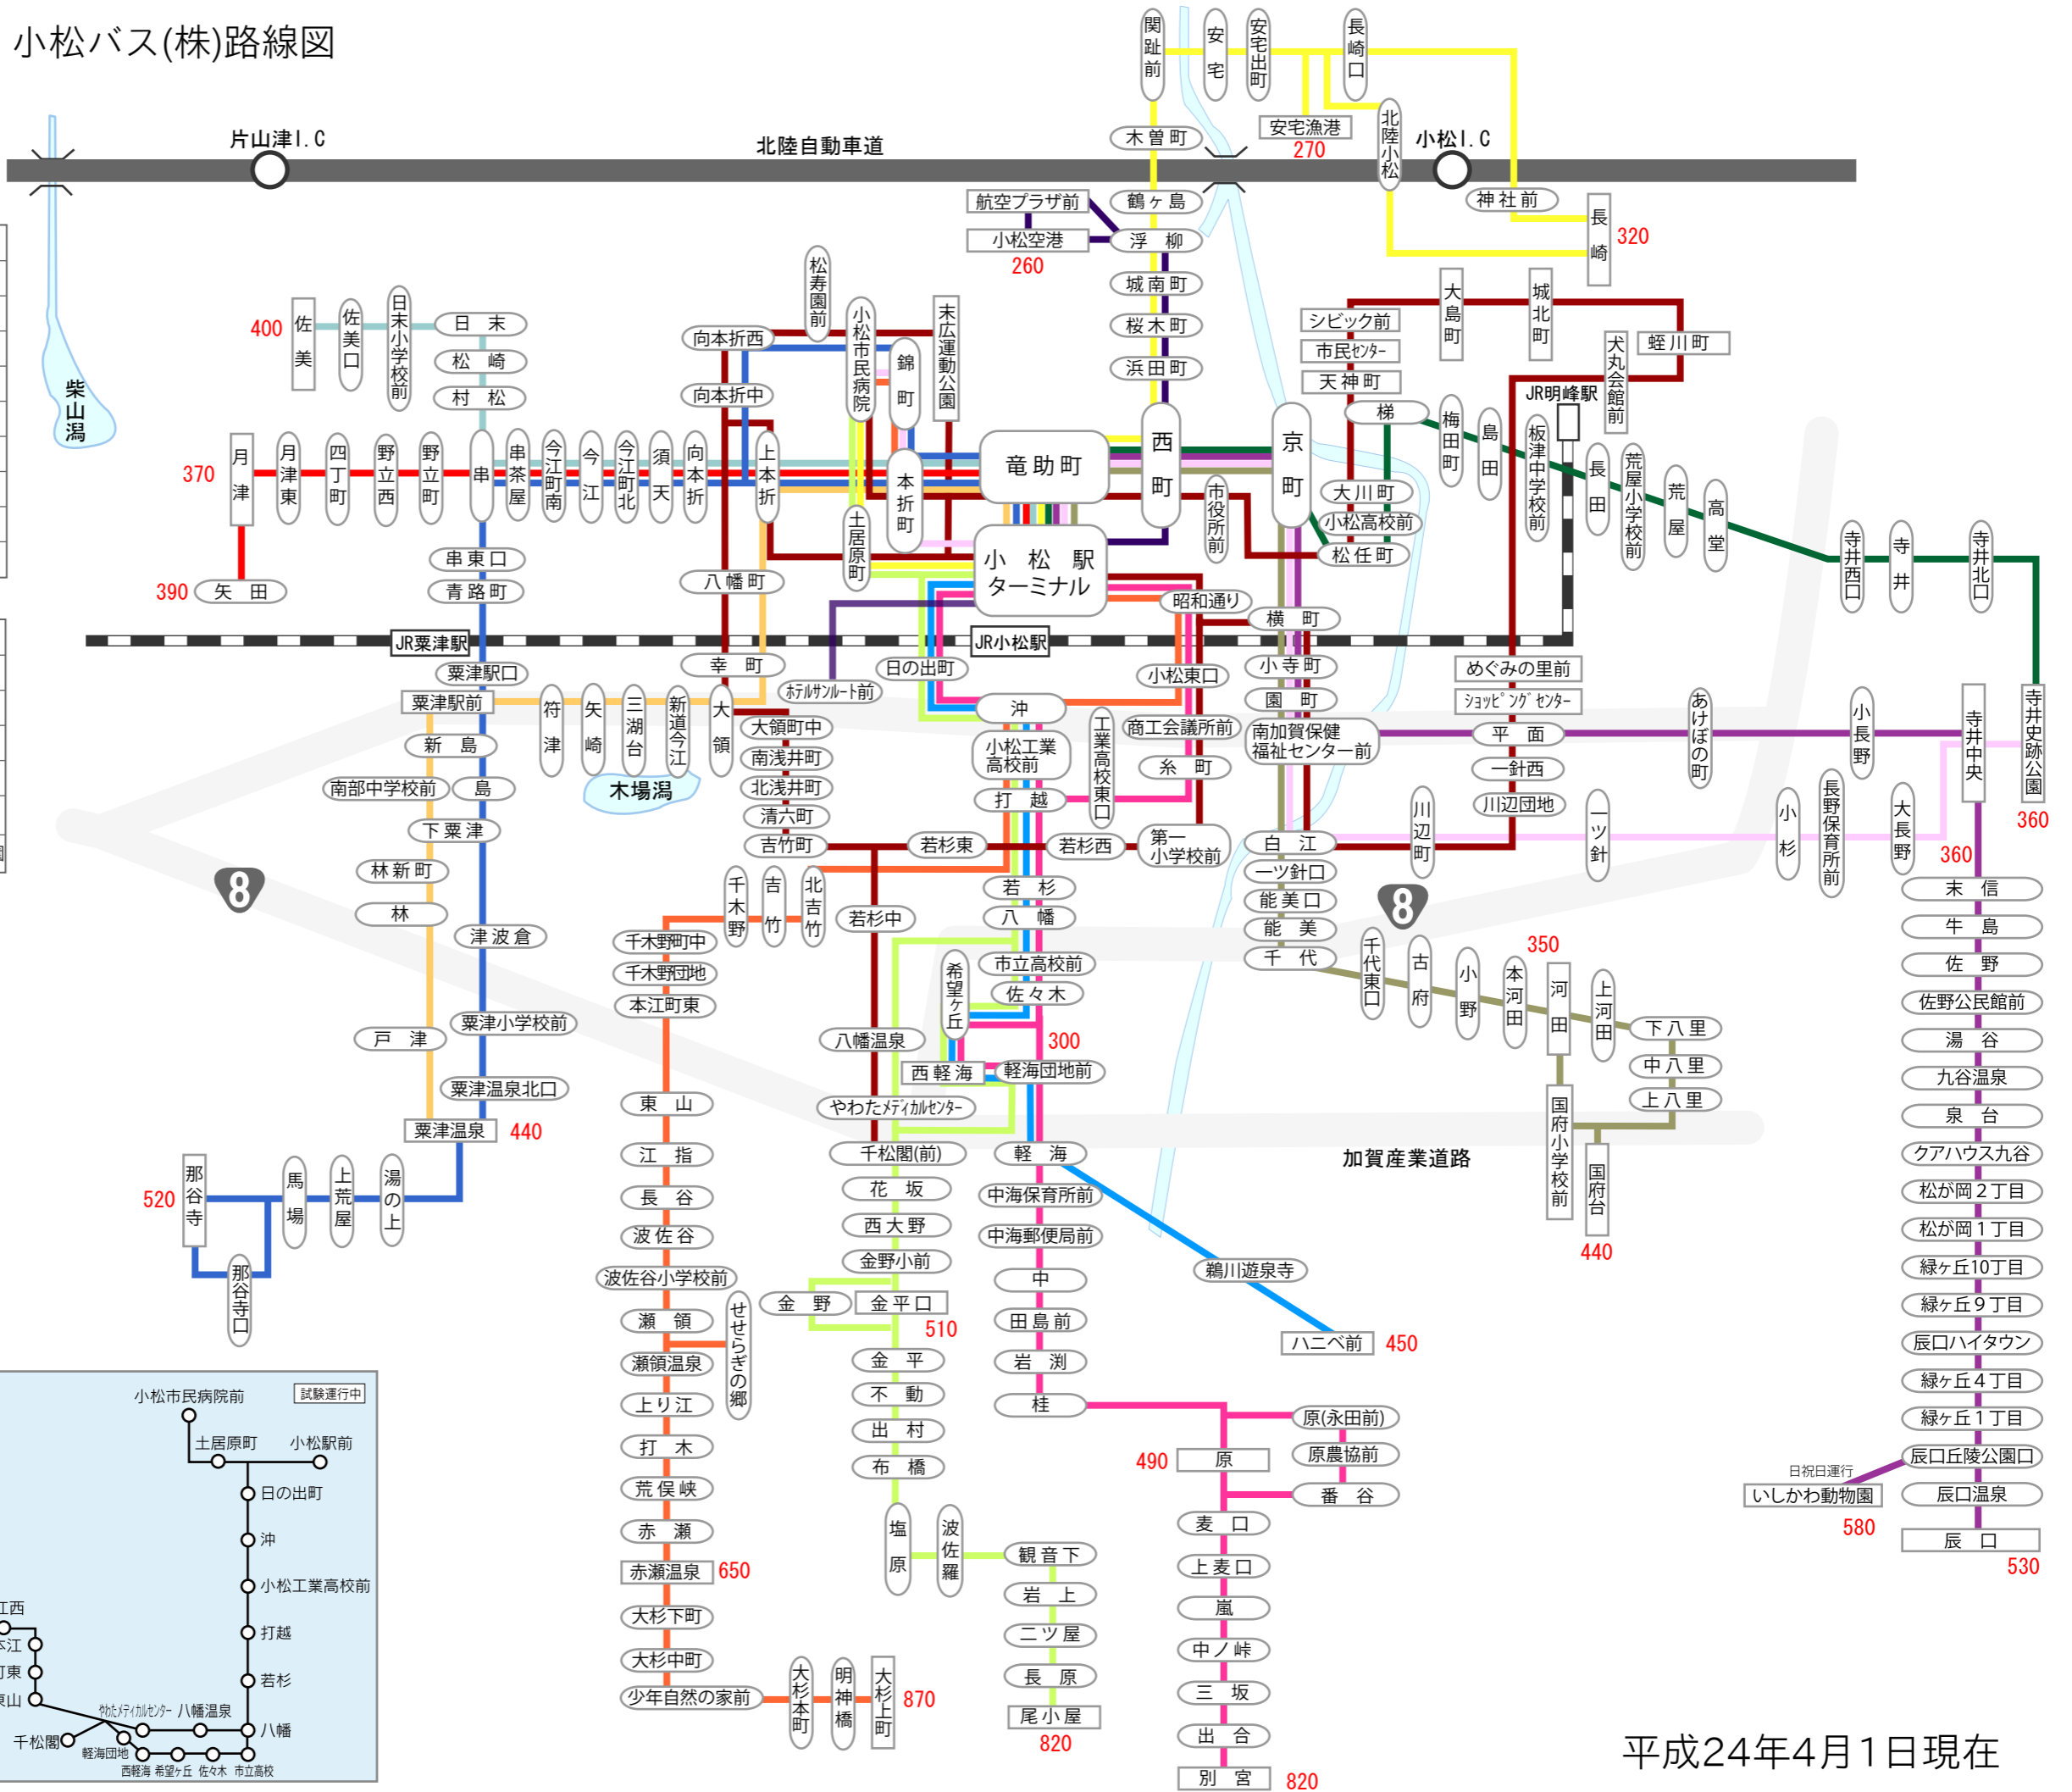 小松バス(株)路線図
関跡前
安宅
安宅出町
長崎口
安宅漁港
270
北陸小松
小松I.C
片山津I.C
北陸自動車道
木曽町
鶴ヶ島
神社前
長崎
320
航空プラザ前
小松空港
260
浮柳
城南町
桜木町
浜田町
柴山潟
400
佐美
佐美口
日末小学校前
日末
松崎
村松
向本折西
向本折中
松寿園前
小松市民病院
錦町
末広運動公園
シビック前
市民センター
天神町
大島町
城北町
犬丸会館前
蛭川町
JR明峰駅
370
月津
月津東
四丁町
野立西
野立町
串
串茶屋
今江町南
今江
今江町北
須天
向本折
上本折
本折町
土居原町
竜助町
西町
京町
市役所前
梯
大川町
小松高校前
松任町
梅田町
島田
板津中学校前
長田
荒屋小学校前
荒屋
高堂
寺井西口
寺井
寺井北口
390
矢田
串東口
青路町
八幡町
小松駅
ターミナル
昭和通り
横町
JR粟津駅
JR小松駅
粟津駅口
粟津駅前
幸町
ホテルサンルート前
日の出町
小松東口
小寺町
園町
めぐみの里前
ショッピングセンター
符津
矢崎
三湖台
新道今江
大領
沖
工業高校東口
商工会議所前
南加賀保健
福祉センター前
平面
あけぼの町
小長野
寺井中央
寺井史跡公園
360
新島
大領町中
南浅井町
北浅井町
清六町
吉竹町
小松工業
高校前
糸町
一針西
川辺団地
南部中学校前
島
木場潟
打越
下粟津
若杉東
若杉西
第一
小学校前
白江
川辺町
一ツ針
小杉
長野保育所前
大長野
360
林新町
8
林
千木野
吉竹
北吉竹
若杉中
若杉
八幡
一ツ針口
能美口
能美
千代
8
末信
牛島
津波倉
千木野町中
千木野団地
本江町東
希望ヶ丘
市立高校前
佐々木
千代東口
古府
小野
本河田
350
河田
上河田
下八里
中八里
上八里
佐野
佐野公民館前
戸津
粟津小学校前
八幡温泉
300
湯谷
粟津温泉北口
西軽海
軽海団地前
九谷温泉
粟津温泉
440
東山
やわたメディカルセンター
国府小学校前
国府台
440
泉台
江指
千松閣(前)
軽海
加賀産業道路
クアハウス九谷
520
那谷寺
馬場
上荒屋
湯の上
那谷寺口
長谷
花坂
中海保育所前
松が岡2丁目
波佐谷
西大野
中海郵便局前
松が岡1丁目
波佐谷小学校前
金野小前
中
鵜川遊泉寺
緑ヶ丘10丁目
瀬領
せせらぎの郷
金野
金平口
510
田島前
ハニベ前
450
緑ヶ丘9丁目
瀬領温泉
金平
岩渕
辰口ハイタウン
上り江
不動
桂
緑ヶ丘4丁目
打木
出村
原(永田前)
緑ヶ丘1丁目
荒俣峡
布橋
490
原
原農協前
番谷
辰口丘陵公園口
日祝日運行
いしかわ動物園
580
辰口温泉
赤瀬
塩原
波佐羅
観音下
麦口
辰口
530
赤瀬温泉
650
岩上
上麦口
大杉下町
二ツ屋
嵐
大杉中町
長原
中ノ峠
少年自然の家前
大杉本町
明神橋
大杉上町
870
尾小屋
820
三坂
出合
別宮
820
小松市民病院前
試験運行中
土居原町
小松駅前
日の出町
沖
小松工業高校前
打越
若杉
江西
本江
町東
東山
やわたメディカルセンター
八幡温泉
八幡
千松閣
軽海団地
西軽海
希望ヶ丘
佐々木
市立高校
平成24年4月1日現在